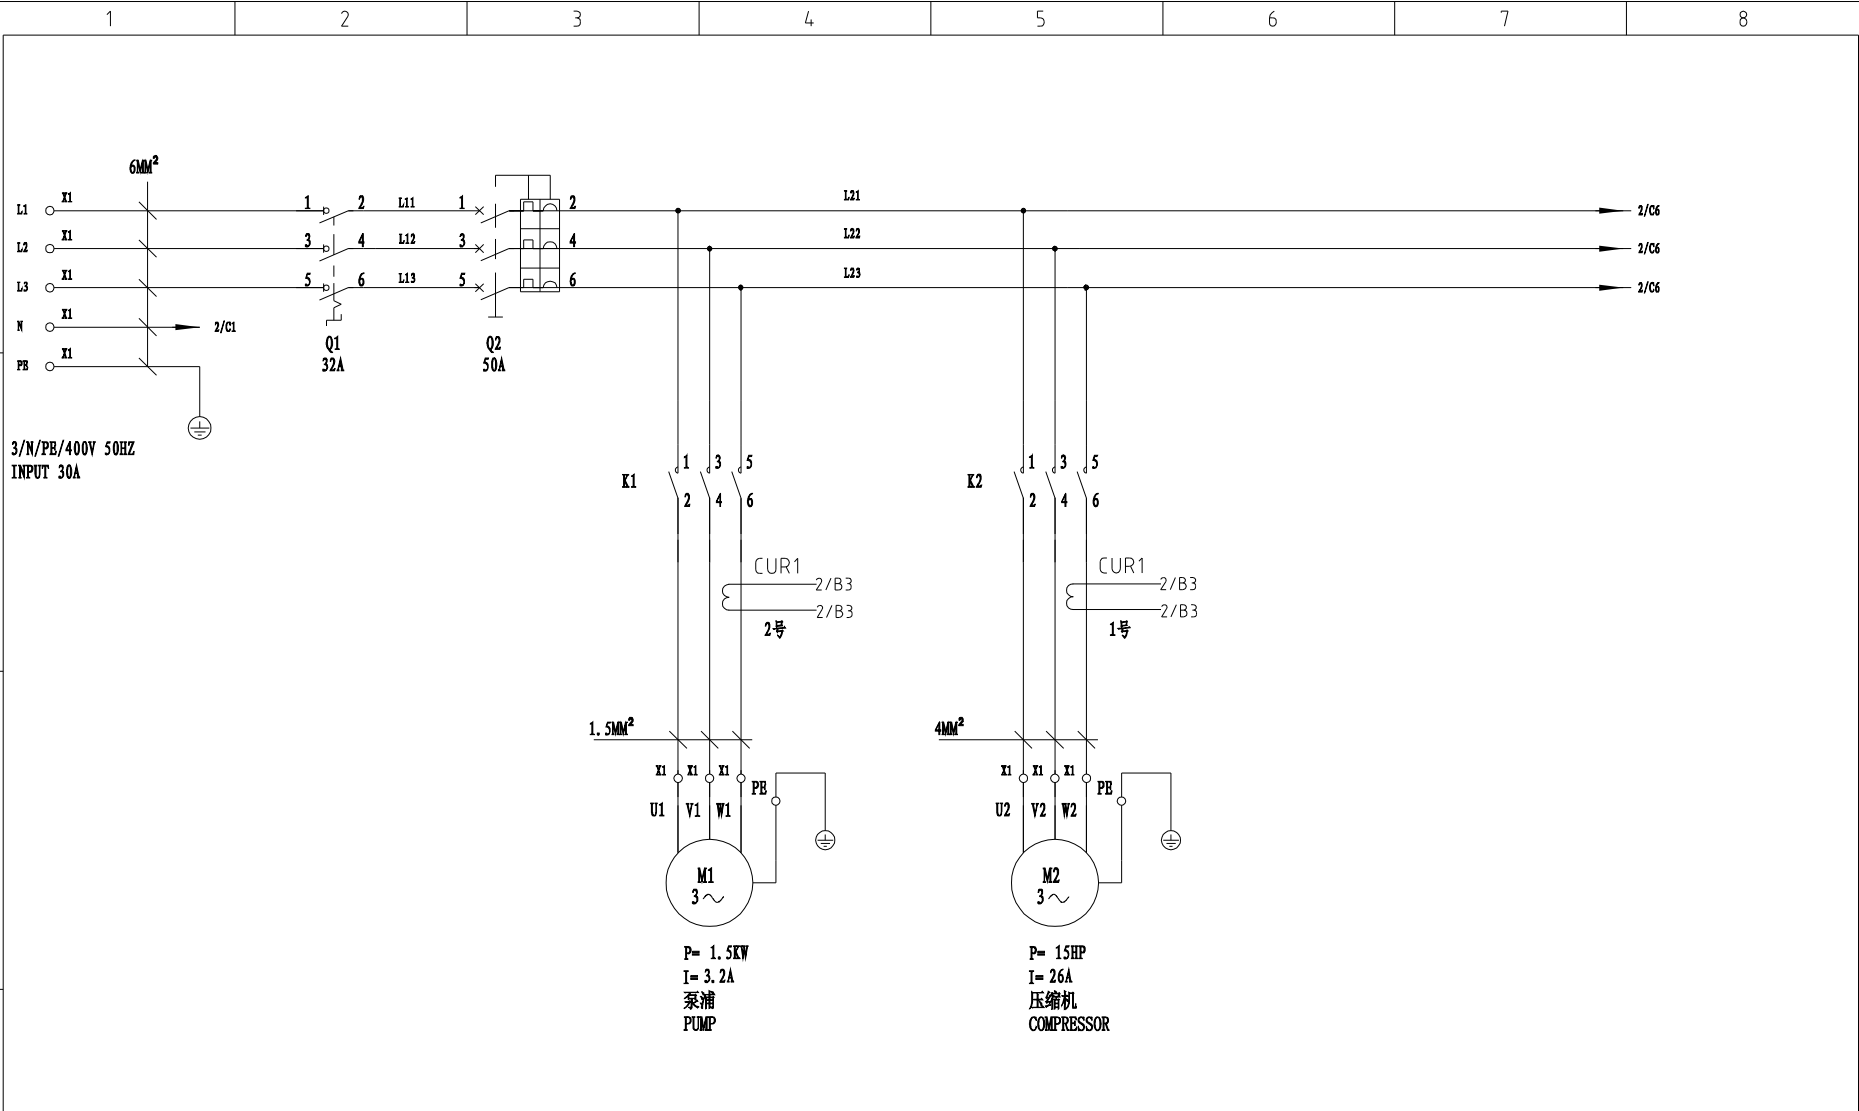 1 2 3 4 5 6 7 8
6MM²
L1 X1 1 2 L11 1 2 L21 2/C6
L2 X1 3 4 L12 3 4 L22 2/C6
L3 X1 5 6 L13 5 6 L23 2/C6
N X1 2/C1
PE X1
Q1 Q2
32A 50A
3/N/PE/400V 50HZ
INPUT 30A
K1 1 3 5 K2 1 3 5
2 4 6 2 4 6
CUR1 CUR1
2/B3 2/B3
2/B3 2/B3
2号 1号
1.5MM² 4MM²
X1 X1 X1 X1 X1 X1
PE PE
U1 V1 W1 U2 V2 W2
M1 M2
3~ 3~
P= 1.5KW P= 15HP
I= 3.2A I= 26A
泵浦 压缩机
PUMP COMPRESSOR